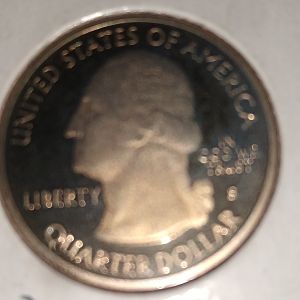 UNITED STATES OF AMERICA
LIBERTY
S
QUARTER DOLLAR